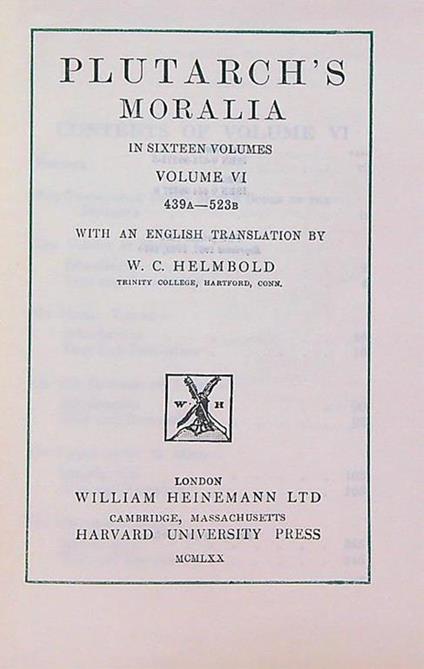 PLUTARCH'S
MORALIA
IN SIXTEEN VOLUMES
VOLUME VI
439A—523B
WITH AN ENGLISH TRANSLATION BY
W. C. HELMBOLD
TRINITY COLLEGE, HARTFORD, CONN.
W H
LONDON
WILLIAM HEINEMANN LTD
CAMBRIDGE, MASSACHUSETTS
HARVARD UNIVERSITY PRESS
MCMLXX